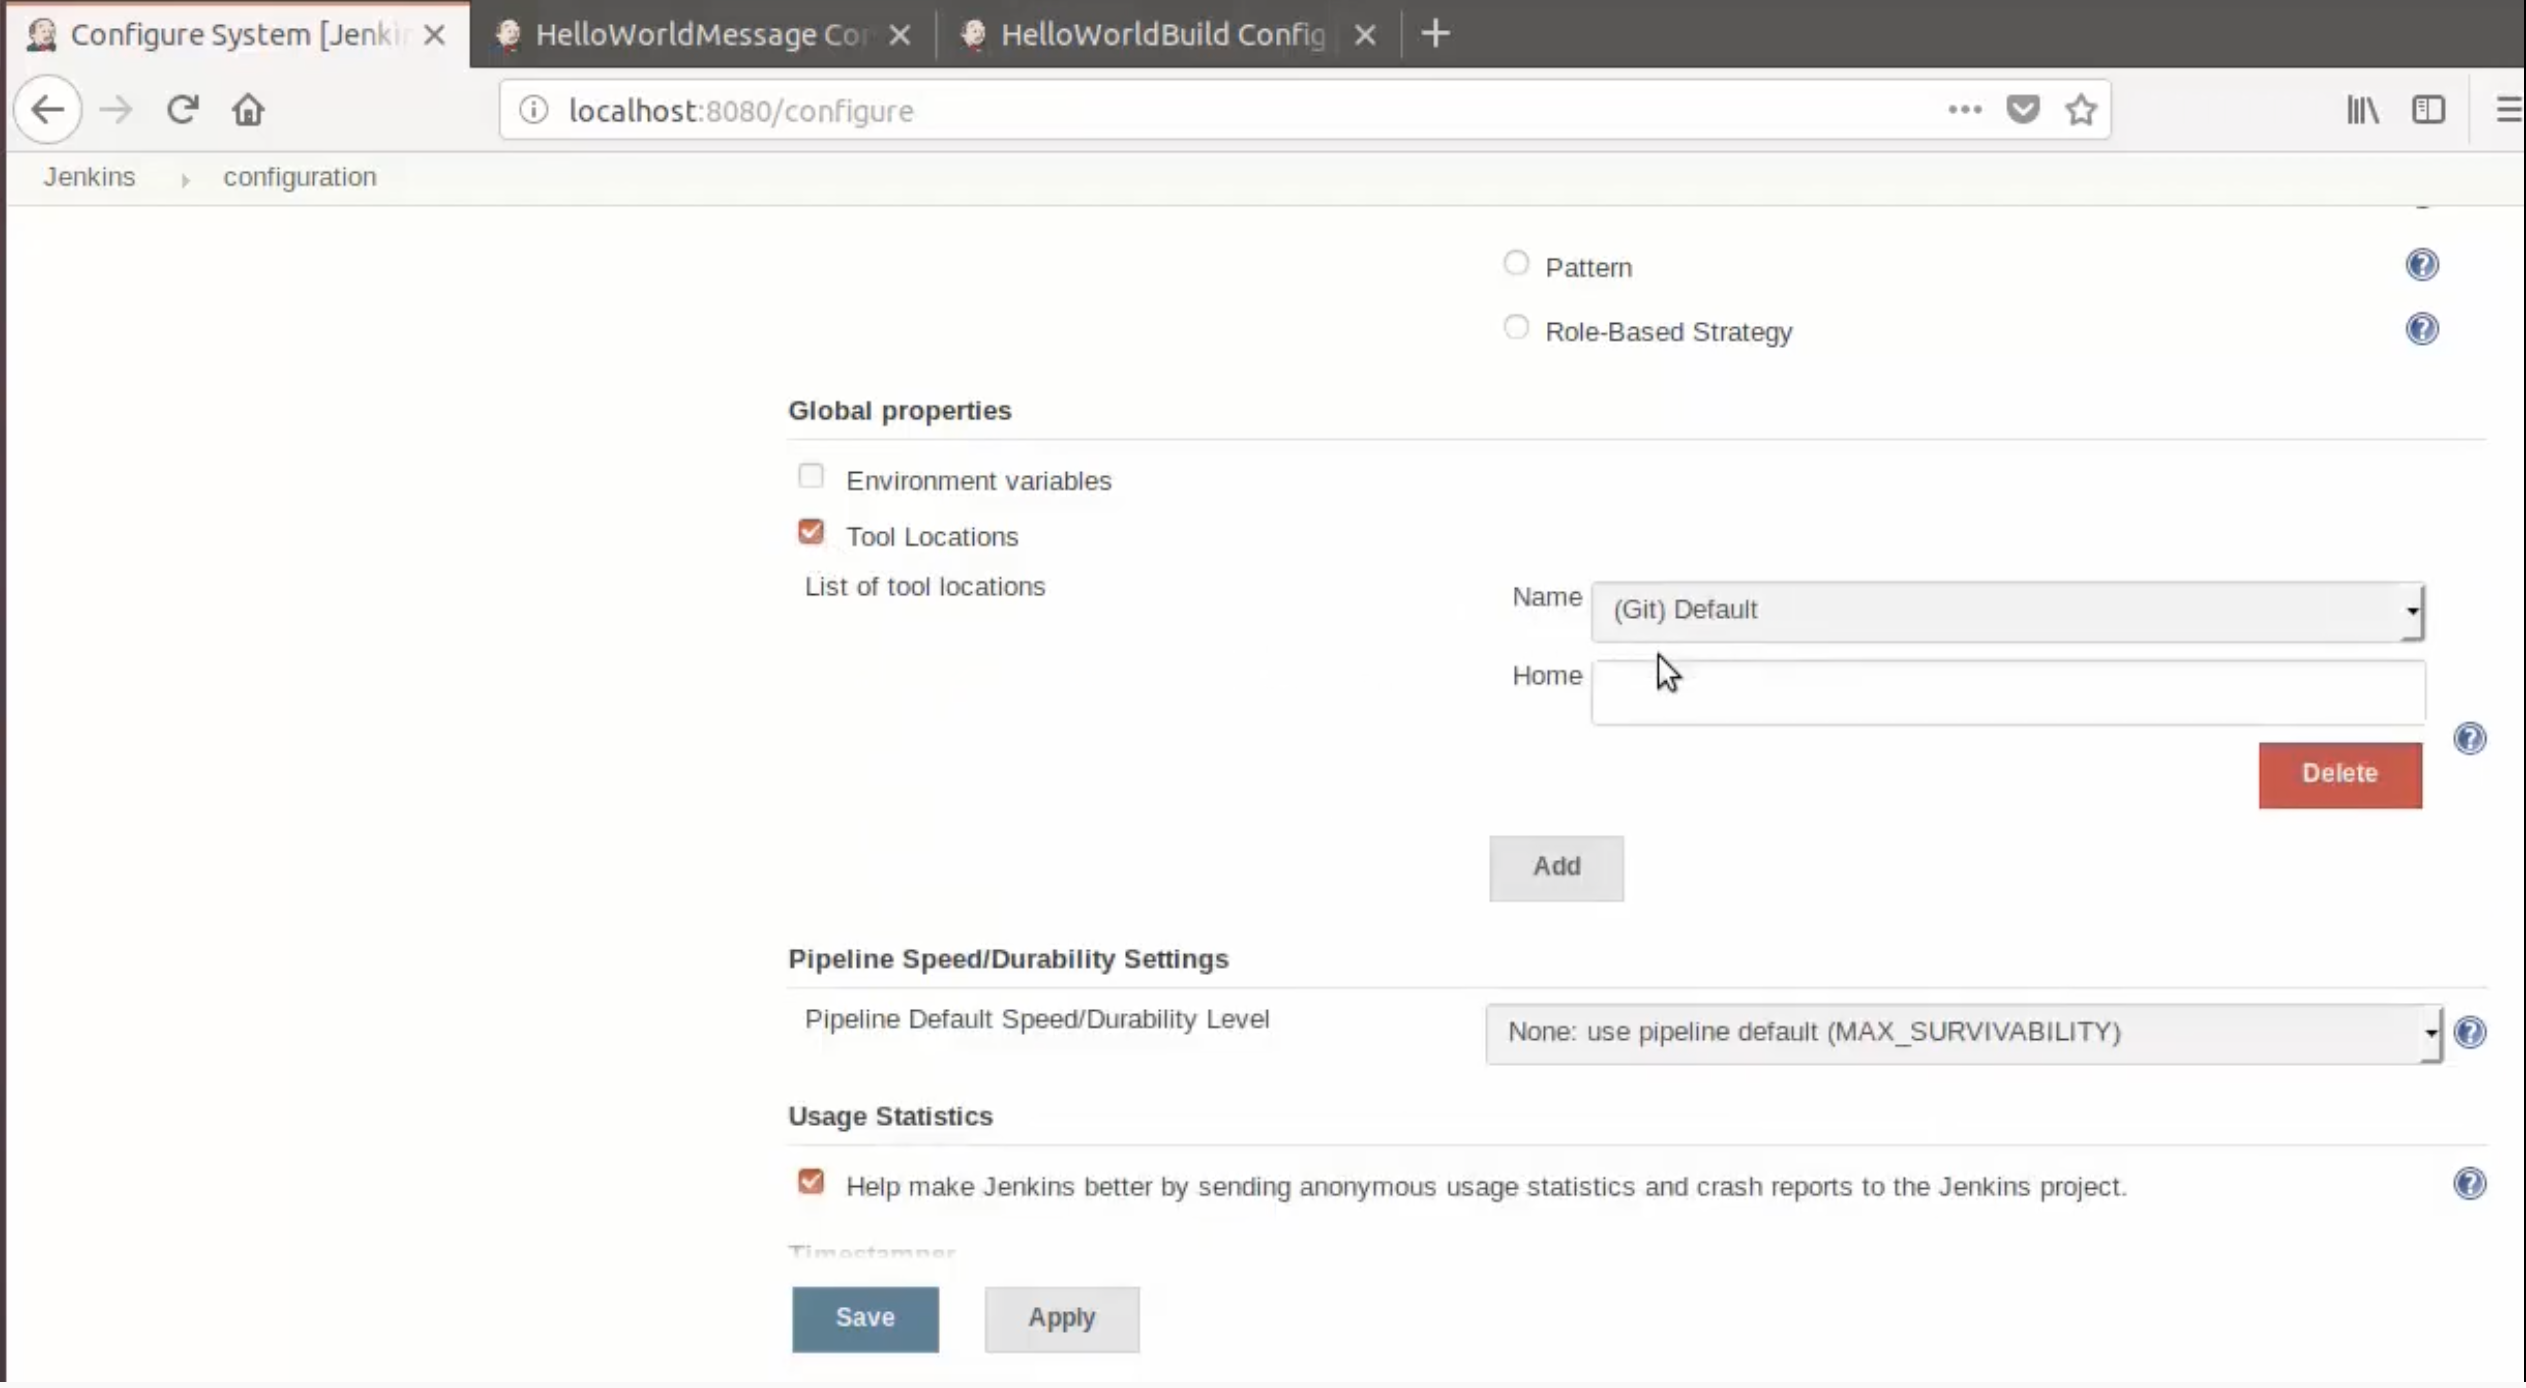 Configure System [Jenki
HelloWorldMessage Cor
HelloWorldBuild Config
localhost:8080/configure
Jenkins
configuration
Pattern
Role-Based Strategy
Global properties
Environment variables
Tool Locations
List of tool locations
Name
(Git) Default
Home
Delete
Add
Pipeline Speed/Durability Settings
Pipeline Default Speed/Durability Level
None: use pipeline default (MAX_SURVIVABILITY)
Usage Statistics
Help make Jenkins better by sending anonymous usage statistics and crash reports to the Jenkins project.
Timestamper
Save
Apply